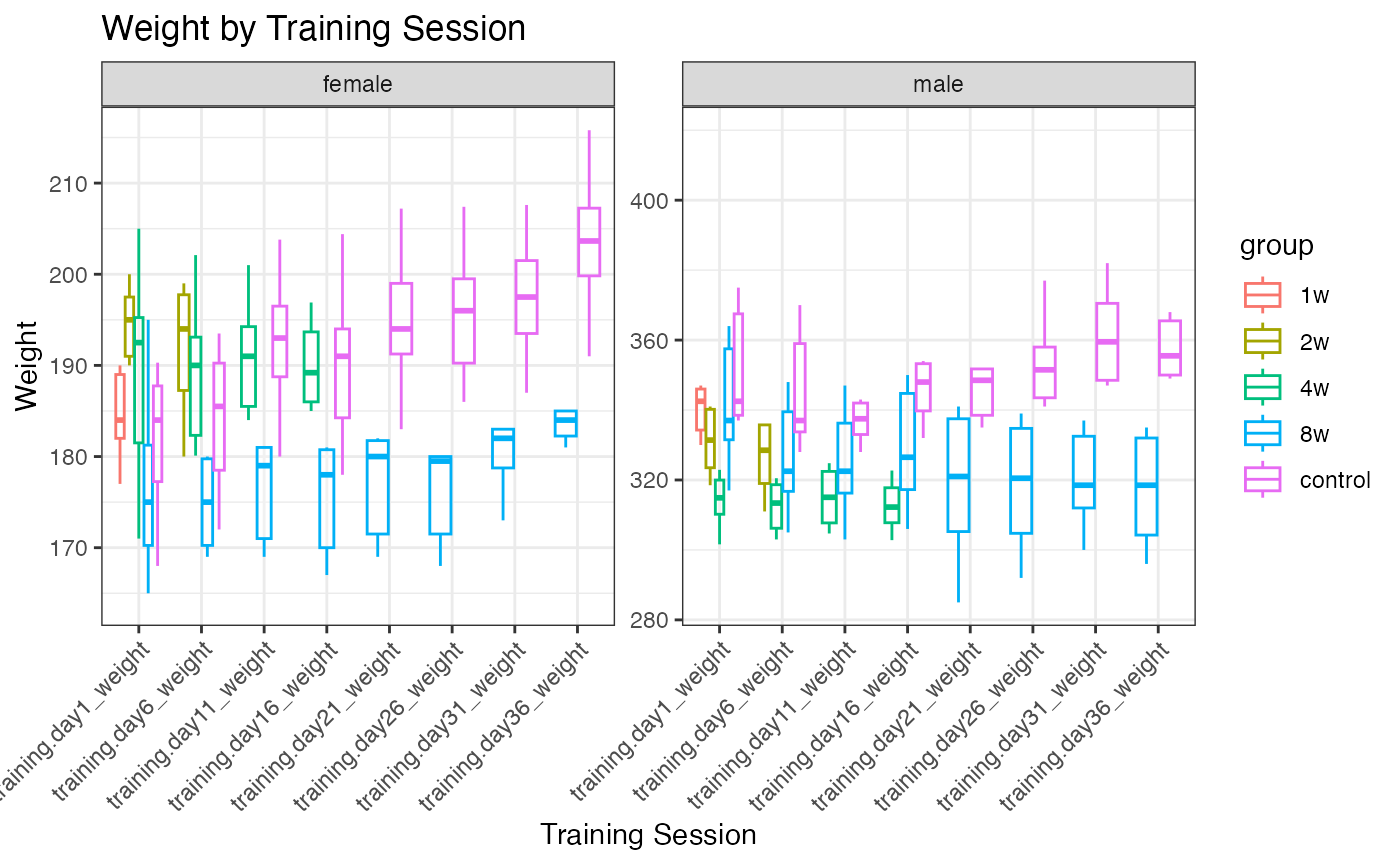 Weight by Training Session
female
male
Weight
210
200
190
180
170
400
360
320
280
training.day1_weight
training.day6_weight
training.day11_weight
training.day16_weight
training.day21_weight
training.day26_weight
training.day31_weight
training.day36_weight
training.day1_weight
training.day6_weight
training.day11_weight
training.day16_weight
training.day21_weight
training.day26_weight
training.day31_weight
training.day36_weight
Training Session
group
1w
2w
4w
8w
control